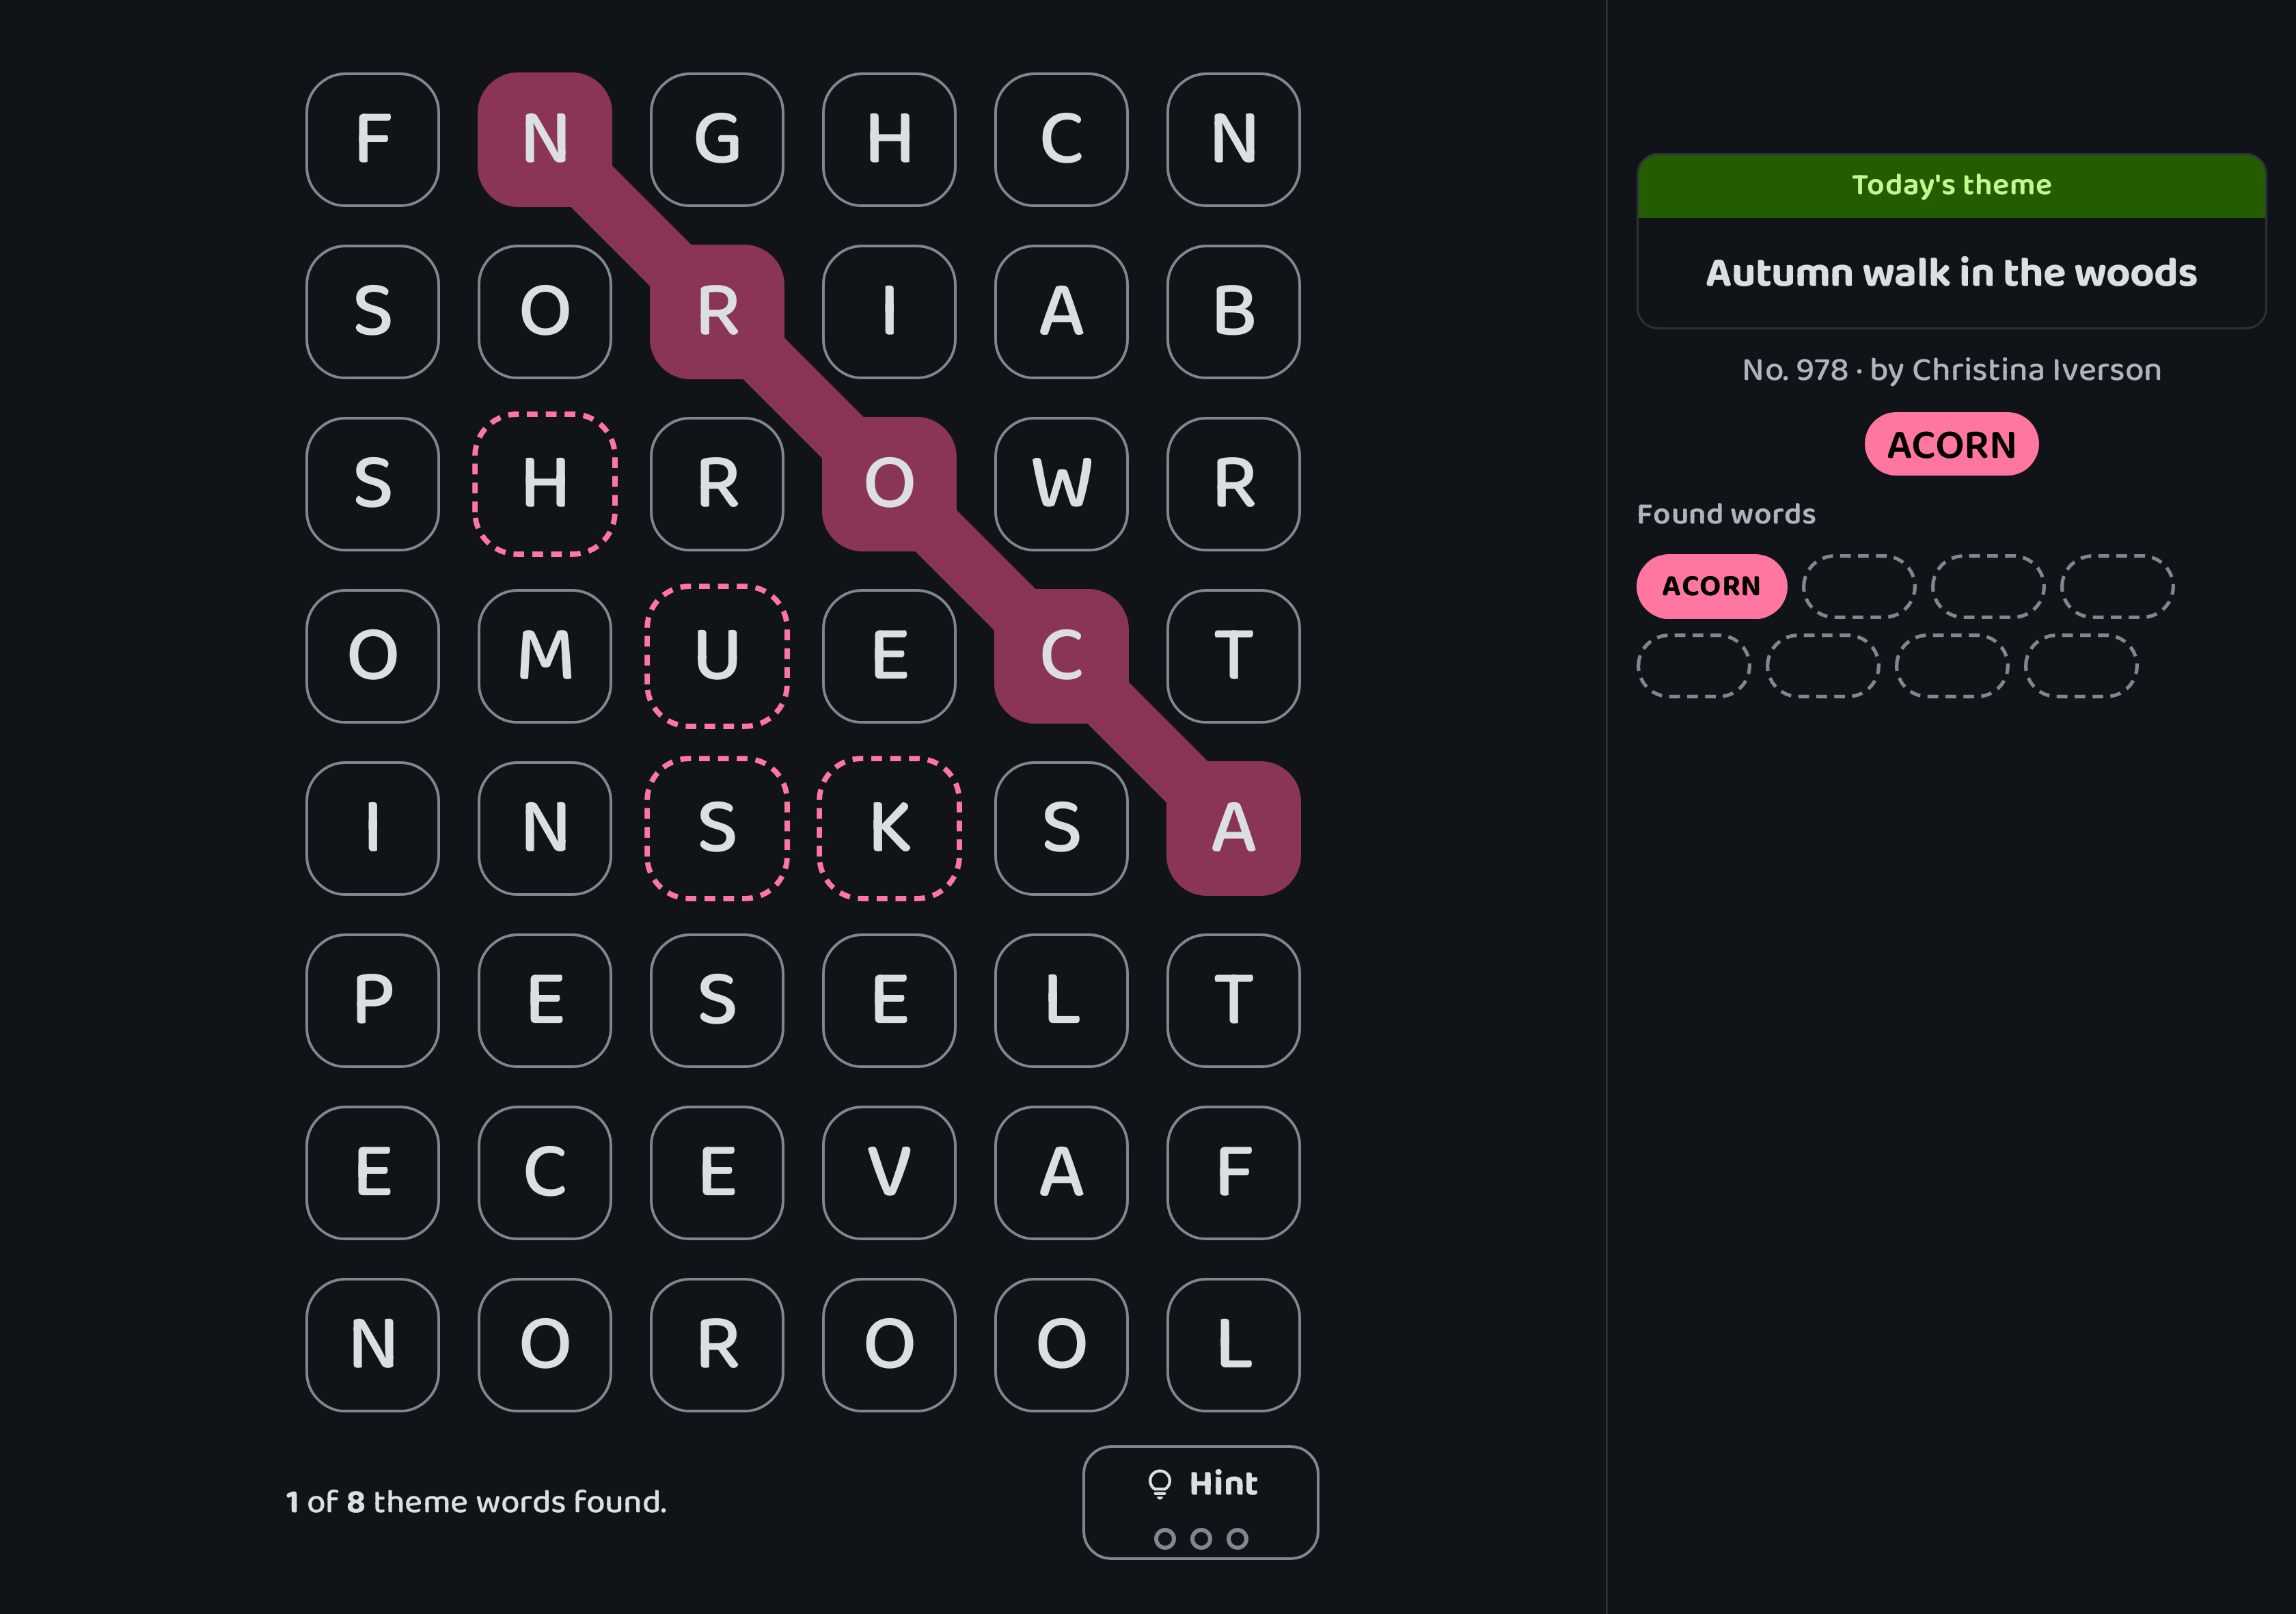 F N G H C N
S O R I A B
S H R O W R
O M U E C T
I N S K S A
P E S E L T
E C E V A F
N O R O O L
1 of 8 theme words found.
Hint
Today's theme
Autumn walk in the woods
No. 978 · by Christina Iverson
ACORN
Found words
ACORN